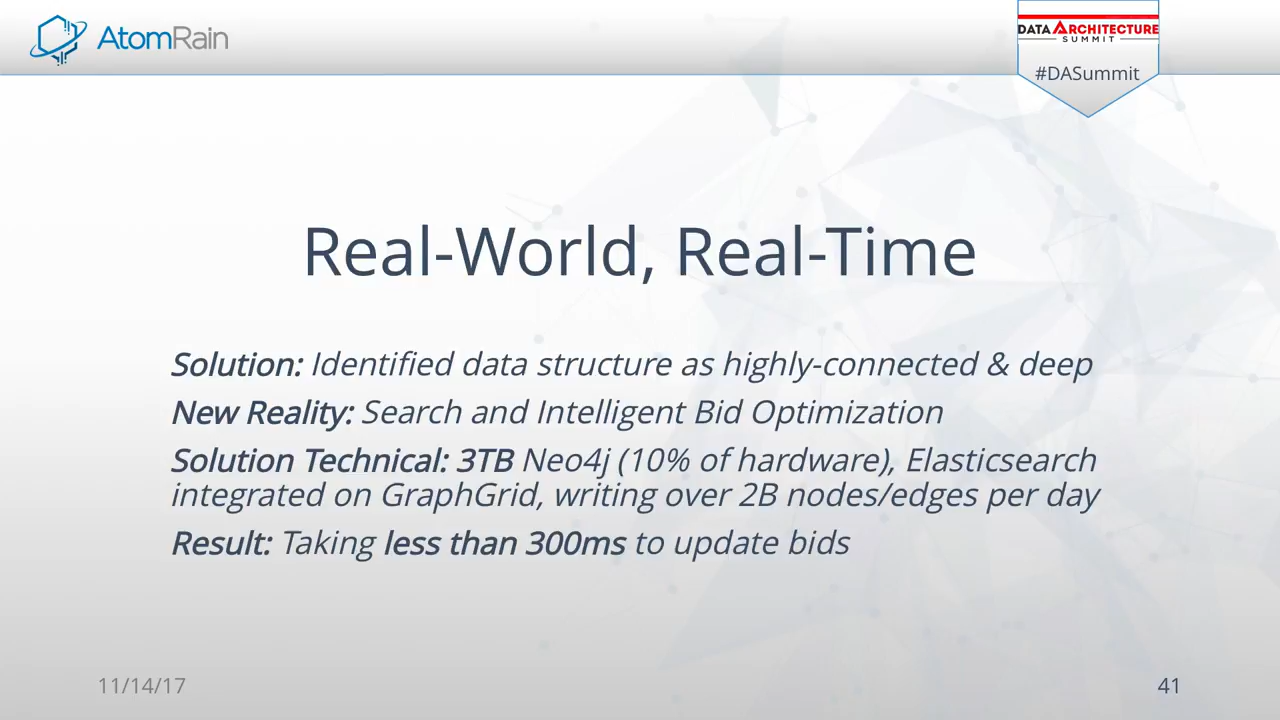 AtomRain
DATA ARCHITECTURE
SUMMIT
#DASummit
Real-World, Real-Time
Solution: Identified data structure as highly-connected & deep
New Reality: Search and Intelligent Bid Optimization
Solution Technical: 3TB Neo4j (10% of hardware), Elasticsearch
integrated on GraphGrid, writing over 2B nodes/edges per day
Result: Taking less than 300ms to update bids
11/14/17
41